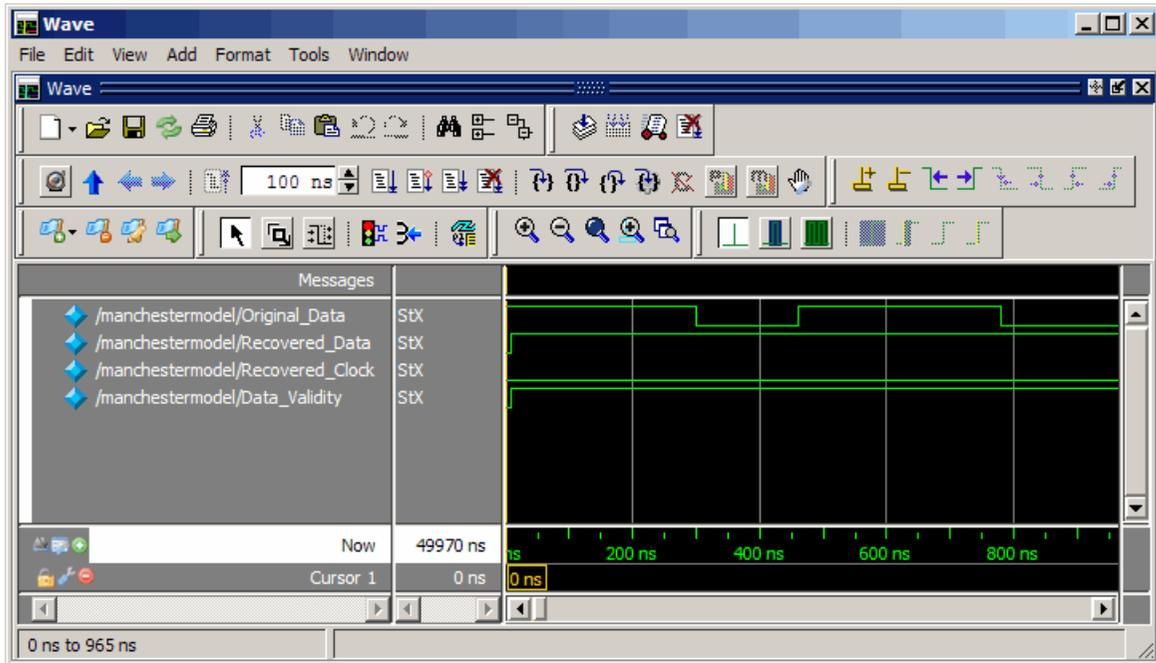 Wave
File Edit View Add Format Tools Window
Wave
100 ns
Messages
/manchestermodel/Original_Data StX
/manchestermodel/Recovered_Data StX
/manchestermodel/Recovered_Clock StX
/manchestermodel/Data_Validity StX
Now 49970 ns
ns 200 ns 400 ns 600 ns 800 ns
Cursor 1 0 ns 0 ns
0 ns to 965 ns